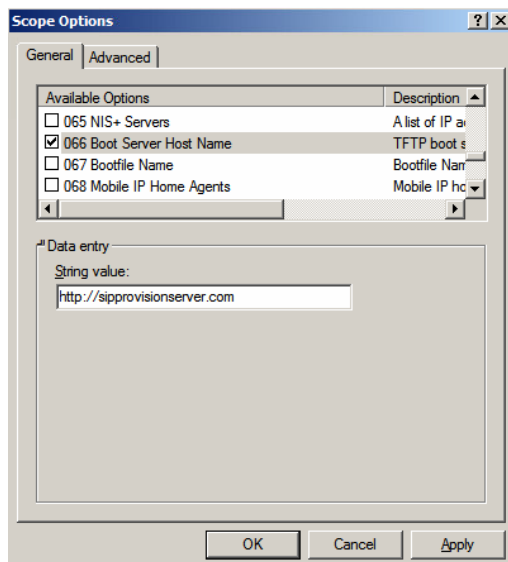 Scope Options
General Advanced
Available Options Description
065 NIS+ Servers A list of IP a
066 Boot Server Host Name TFTP boot s
067 Bootfile Name Bootfile Nam
068 Mobile IP Home Agents Mobile IP ho
Data entry
String value:
http://sipprovisionserver.com
OK Cancel Apply